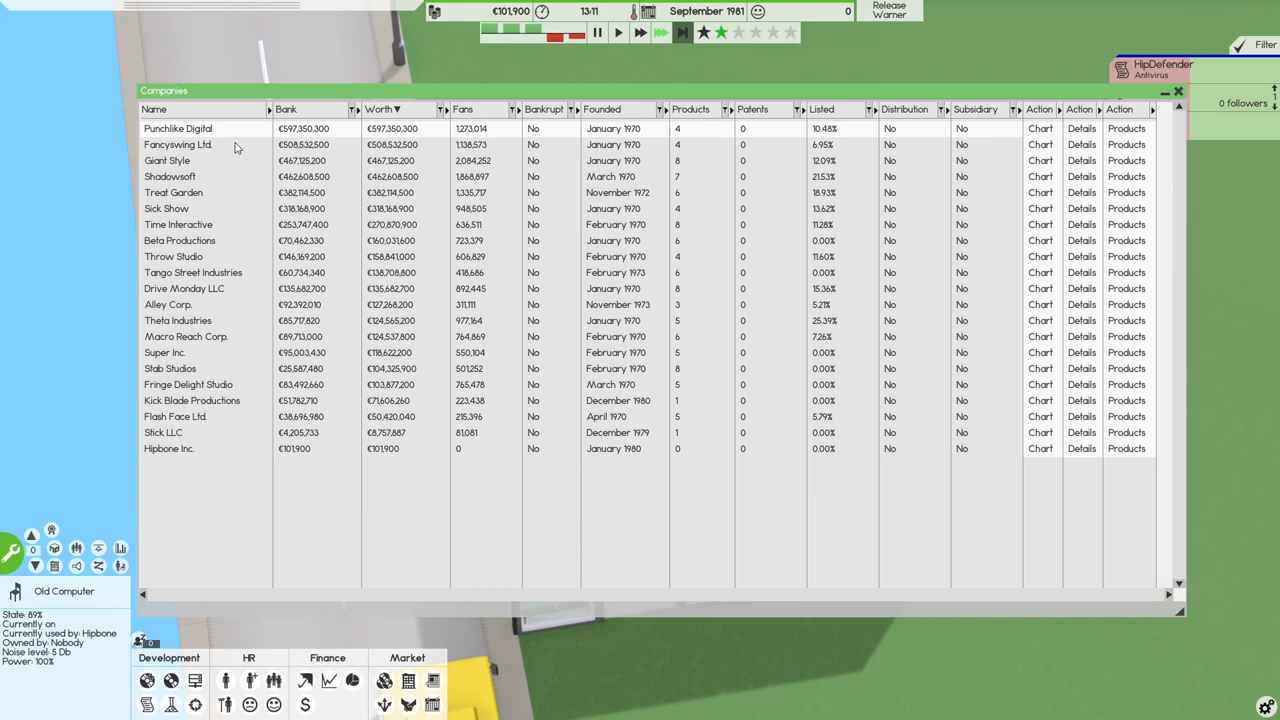 €101,900 13:11 September 1981 0
Release Warner
Filter
HipDefender
Antivirus
0 followers 1
Companies
Name Bank Worth▼ Fans Bankrupt Founded Products Patents Listed Distribution Subsidiary Action Action Action
Punchlike Digital €597,350,300 €597,350,300 1,273,014 No January 1970 4 0 10.48% No No Chart Details Products
Fancyswing Ltd. €508,532,500 €508,532,500 1,138,573 No January 1970 4 0 6.95% No No Chart Details Products
Giant Style €467,125,200 €467,125,200 2,084,252 No January 1970 8 0 12.09% No No Chart Details Products
Shadowsoft €462,608,500 €462,608,500 1,868,897 No March 1970 7 0 21.53% No No Chart Details Products
Treat Garden €382,114,500 €382,114,500 1,335,717 No November 1972 6 0 18.93% No No Chart Details Products
Sick Show €318,168,900 €318,168,900 948,505 No January 1970 4 0 13.62% No No Chart Details Products
Time Interactive €253,747,400 €270,870,900 636,511 No February 1970 8 0 11.28% No No Chart Details Products
Beta Productions €70,462,330 €160,031,600 723,379 No January 1970 6 0 0.00% No No Chart Details Products
Throw Studio €146,169,200 €158,841,000 606,829 No February 1970 4 0 11.60% No No Chart Details Products
Tango Street Industries €60,734,340 €138,708,800 418,686 No February 1973 6 0 0.00% No No Chart Details Products
Drive Monday LLC €135,682,700 €135,682,700 892,445 No January 1970 8 0 15.36% No No Chart Details Products
Alley Corp. €92,392,010 €127,268,200 311,111 No November 1973 3 0 5.21% No No Chart Details Products
Theta Industries €85,717,820 €124,565,200 977,164 No January 1970 5 0 25.39% No No Chart Details Products
Macro Reach Corp. €89,713,000 €124,537,800 764,869 No February 1970 6 0 7.26% No No Chart Details Products
Super Inc. €95,003,430 €118,622,200 550,104 No February 1970 5 0 0.00% No No Chart Details Products
Stab Studios €25,587,480 €104,325,900 501,252 No February 1970 8 0 0.00% No No Chart Details Products
Fringe Delight Studio €83,492,660 €103,877,200 765,478 No March 1970 5 0 0.00% No No Chart Details Products
Kick Blade Productions €51,782,710 €71,606,260 223,438 No December 1980 1 0 0.00% No No Chart Details Products
Flash Face Ltd. €38,696,980 €50,420,040 215,396 No April 1970 5 0 5.79% No No Chart Details Products
Stick LLC €4,205,733 €8,757,887 81,081 No December 1979 1 0 0.00% No No Chart Details Products
Hipbone Inc. €101,900 €101,900 0 No January 1980 0 0 0.00% No No Chart Details Products
0
Old Computer
State: 89%
Currently on
Currently used by: Hipbone
Owned by: Nobody
Noise level: 5 Db
Power: 100%
0
Development HR Finance Market